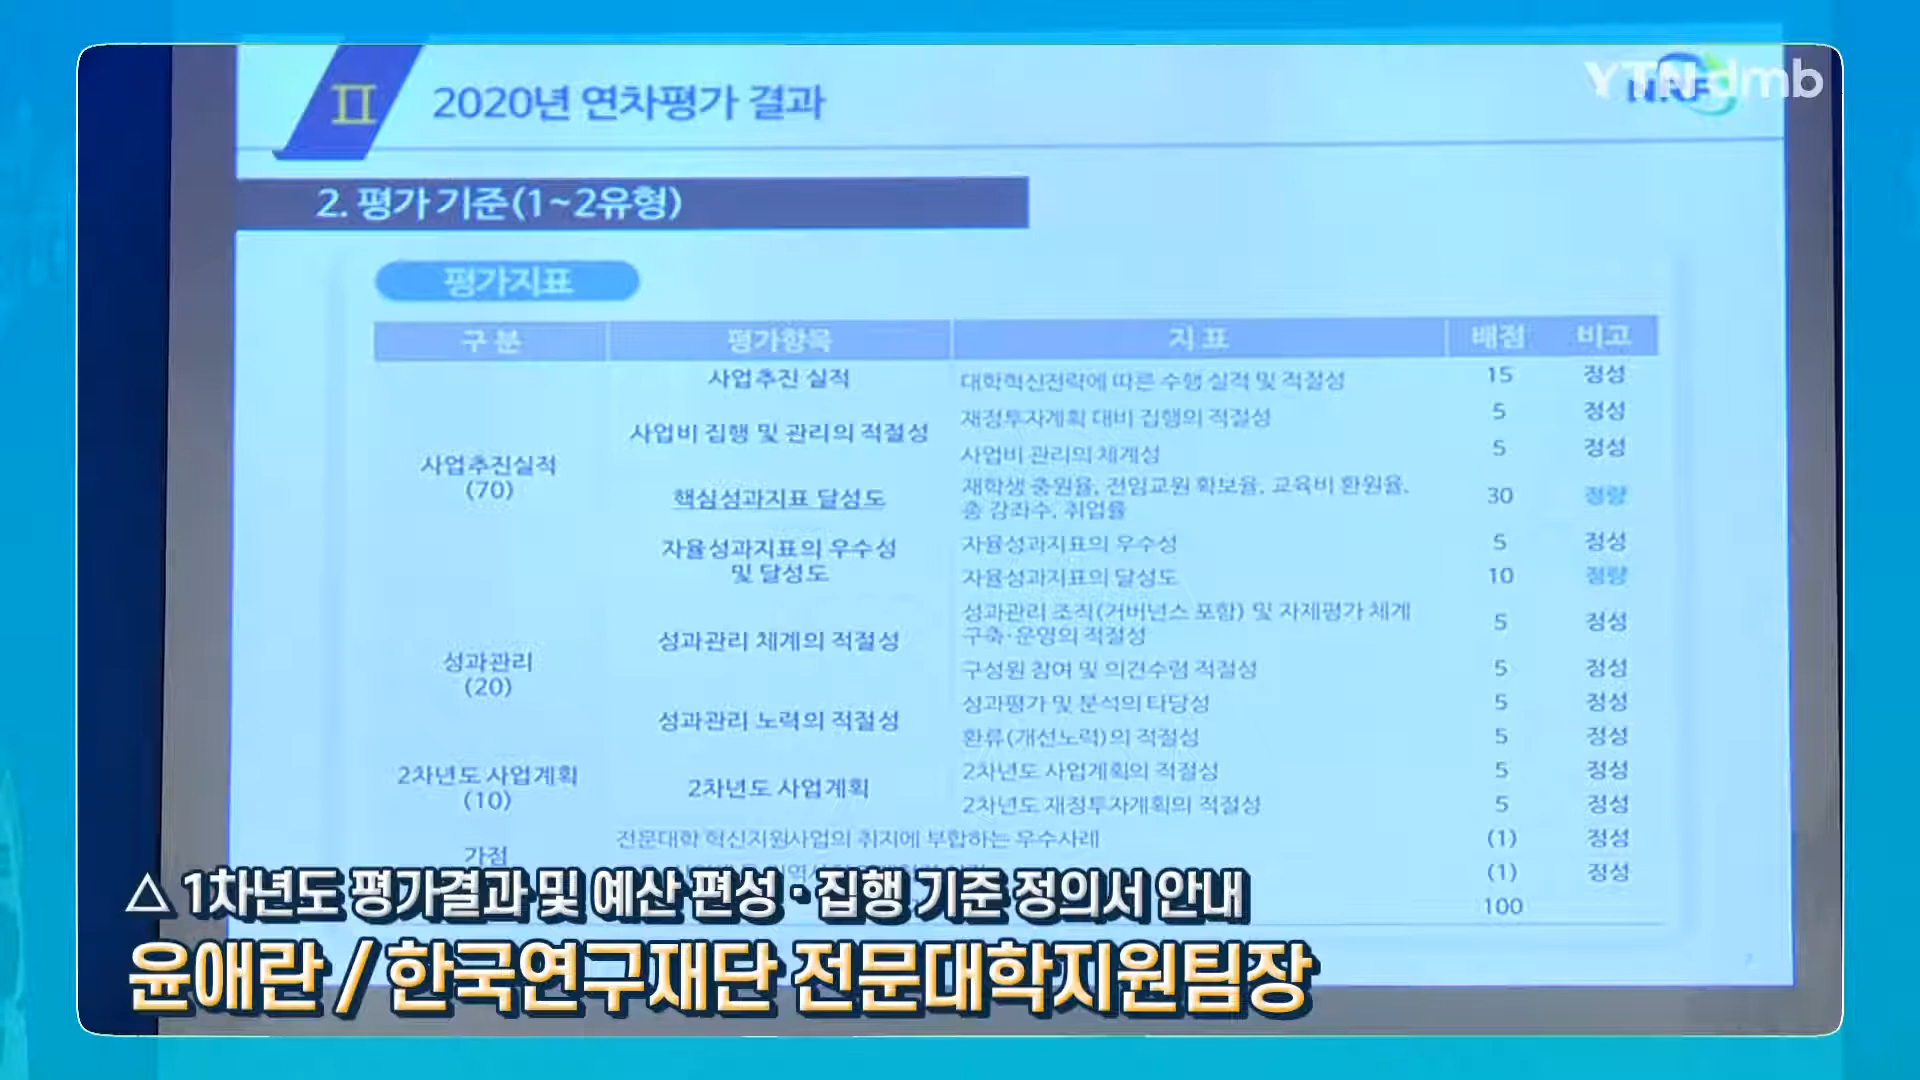 YTN dmb
NRF
Ⅱ 2020년 연차평가 결과
2. 평가 기준(1~2유형)
평가지표
구 분 평가항목 지 표 배점 비고
사업추진실적
(70)
사업추진 실적 대학혁신전략에 따른 수행 실적 및 적절성 15 정성
사업비 집행 및 관리의 적절성
재정투자계획 대비 집행의 적절성 5 정성
사업비 관리의 체계성 5 정성
핵심성과지표 달성도
재학생 충원율, 전임교원 확보율, 교육비 환원율,
총 강좌수, 취업률
30 정량
자율성과지표의 우수성
및 달성도
자율성과지표의 우수성 5 정성
자율성과지표의 달성도 10 정량
성과관리
(20)
성과관리 체계의 적절성
성과관리 조직(거버넌스 포함) 및 자체평가 체계
구축·운영의 적절성
5 정성
구성원 참여 및 의견수렴 적절성 5 정성
성과관리 노력의 적절성
성과평가 및 분석의 타당성 5 정성
환류(개선노력)의 적절성 5 정성
2차년도 사업계획
(10)
2차년도 사업계획
2차년도 사업계획의 적절성 5 정성
2차년도 재정투자계획의 적절성 5 정성
가점
전문대학 혁신지원사업의 취지에 부합하는 우수사례 (1) 정성
(1) 정성
100
△ 1차년도 평가결과 및 예산 편성·집행 기준 정의서 안내
윤애란 / 한국연구재단 전문대학지원팀장